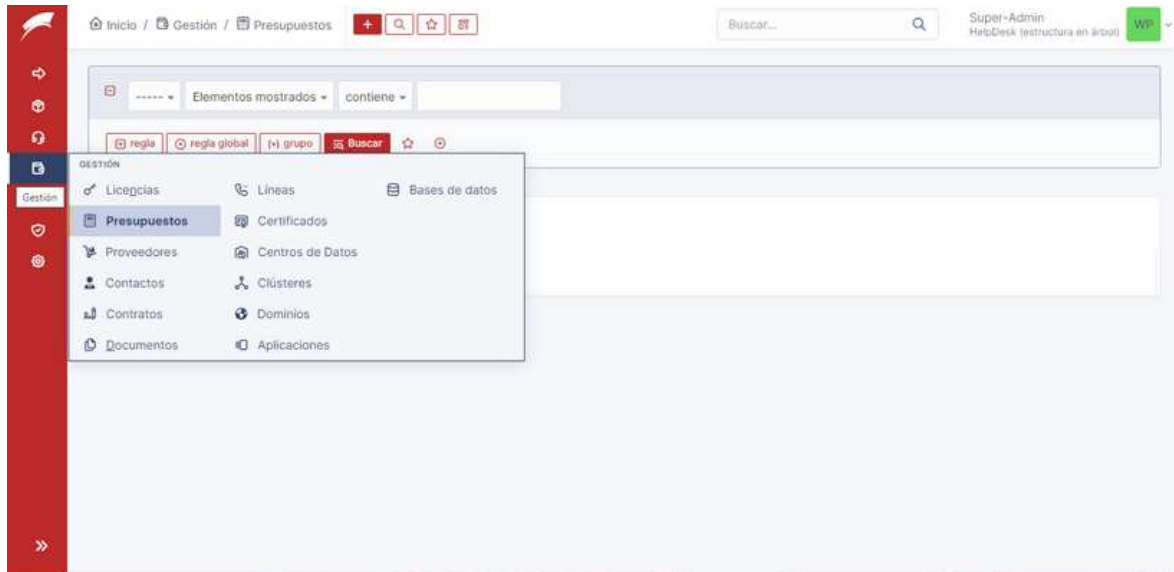 Inicio / Gestión / Presupuestos
Buscar...
Super-Admin
HelpDesk (estructura en árbol)
WP
----- Elementos mostrados contiene
regla regla global (+) grupo Buscar
GESTIÓN
Gestión
Licencias Líneas Bases de datos
Presupuestos Certificados
Proveedores Centros de Datos
Contactos Clústeres
Contratos Dominios
Documentos Aplicaciones